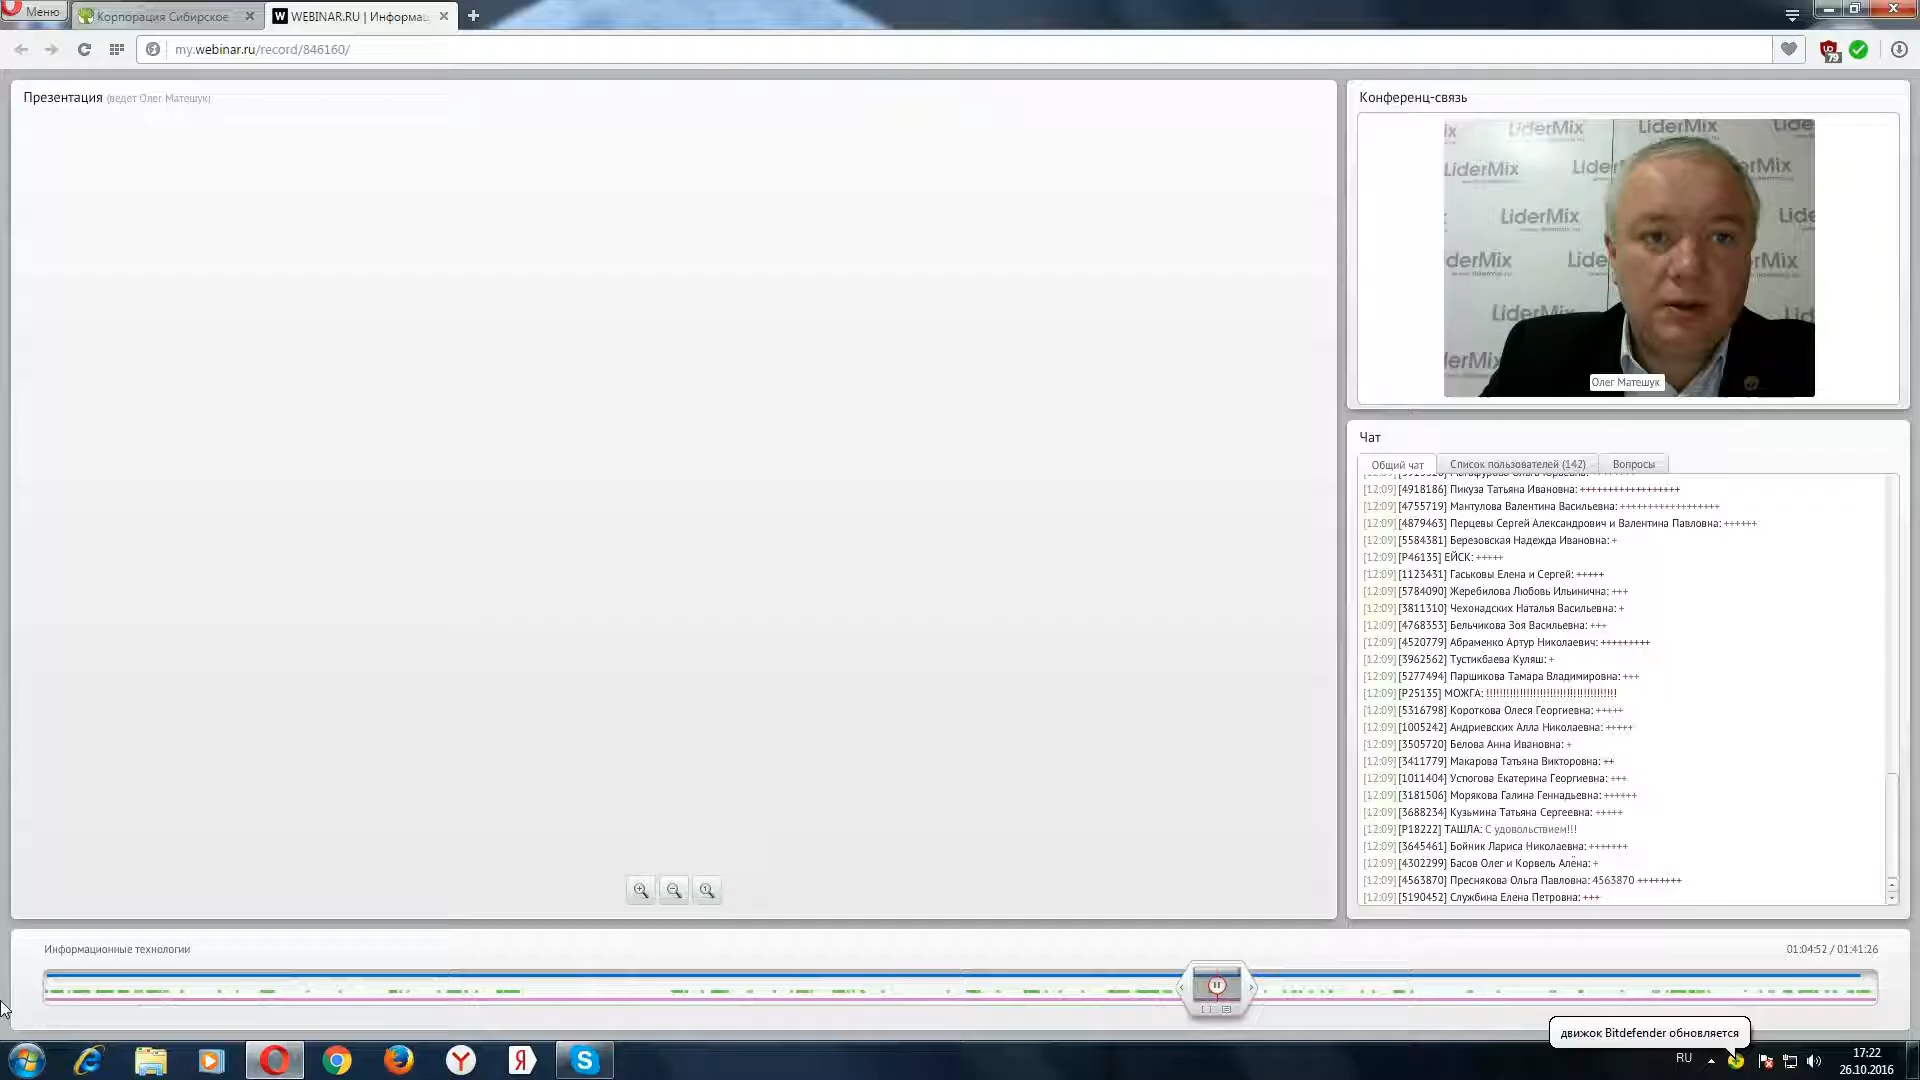 Меню
Корпорация Сибирское
WEBINAR.RU | Информац
my.webinar.ru/record/846160/
79
Презентация (ведет Олег Матешук)
Конференц-связь
LiderMix
Олег Матешук
Чат
Общий чат
Список пользователей (142)
Вопросы
[12:09] [4918186] Пикуза Татьяна Ивановна: ++++++++++++++++++
[12:09] [4755719] Мантулова Валентина Васильевна: ++++++++++++++++++
[12:09] [4879463] Перцевы Сергей Александрович и Валентина Павловна: ++++++
[12:09] [5584381] Березовская Надежда Ивановна: +
[12:09] [P46135] ЕЙСК: +++++
[12:09] [1123431] Гаськовы Елена и Сергей: +++++
[12:09] [5784090] Жеребилова Любовь Ильинична: +++
[12:09] [3811310] Чехонадских Наталья Васильевна: +
[12:09] [4768353] Бельчикова Зоя Васильевна: +++
[12:09] [4520779] Абраменко Артур Николаевич: +++++++++
[12:09] [3962562] Тустикбаева Куляш: +
[12:09] [5277494] Паршикова Тамара Владимировна: +++
[12:09] [P25135] МОЖГА: !!!!!!!!!!!!!!!!!!!!!!!!!!!!!!!!!!!!!!!
[12:09] [5316798] Короткова Олеся Георгиевна: +++++
[12:09] [1005242] Андриевских Алла Николаевна: +++++
[12:09] [3505720] Белова Анна Ивановна: +
[12:09] [3411779] Макарова Татьяна Викторовна: ++
[12:09] [1011404] Устюгова Екатерина Георгиевна: +++
[12:09] [3181506] Морякова Галина Геннадьевна: ++++++
[12:09] [3688234] Кузьмина Татьяна Сергеевна: +++++
[12:09] [P18222] ТАШЛА: С удовольствием!!!
[12:09] [3645461] Бойник Лариса Николаевна: +++++++
[12:09] [4302299] Басов Олег и Корвель Алёна: +
[12:09] [4563870] Преснякова Ольга Павловна: 4563870 ++++++++
[12:09] [5190452] Службина Елена Петровна: +++
Информационные технологии
01:04:52 / 01:41:26
движок Bitdefender обновляется
RU
17:22
26.10.2016